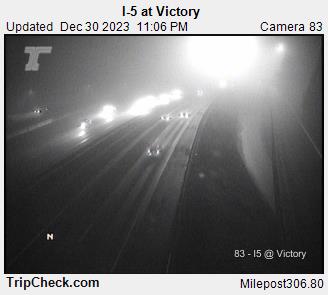 I-5 at Victory
Updated Dec 30 2023 11:06 PM Camera 83
T
N
83 - I5 @ Victory
TripCheck.com Milepost306.80